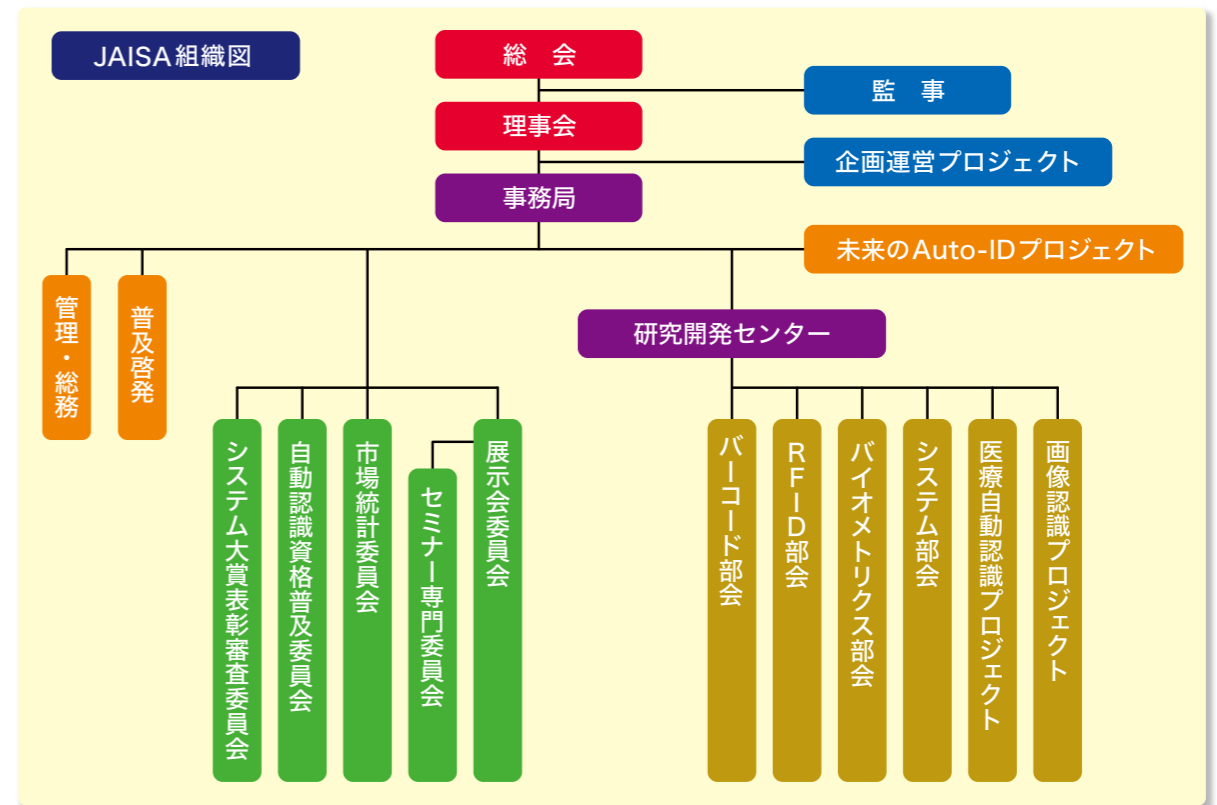 JAISA組織図
総　会
監　事
理事会
企画運営プロジェクト
事務局
未来のAuto-IDプロジェクト
管理・総務
普及啓発
研究開発センター
システム大賞表彰審査委員会
自動認識資格普及委員会
市場統計委員会
セミナー専門委員会
展示会委員会
バーコード部会
RFID部会
バイオメトリクス部会
システム部会
医療自動認識プロジェクト
画像認識プロジェクト